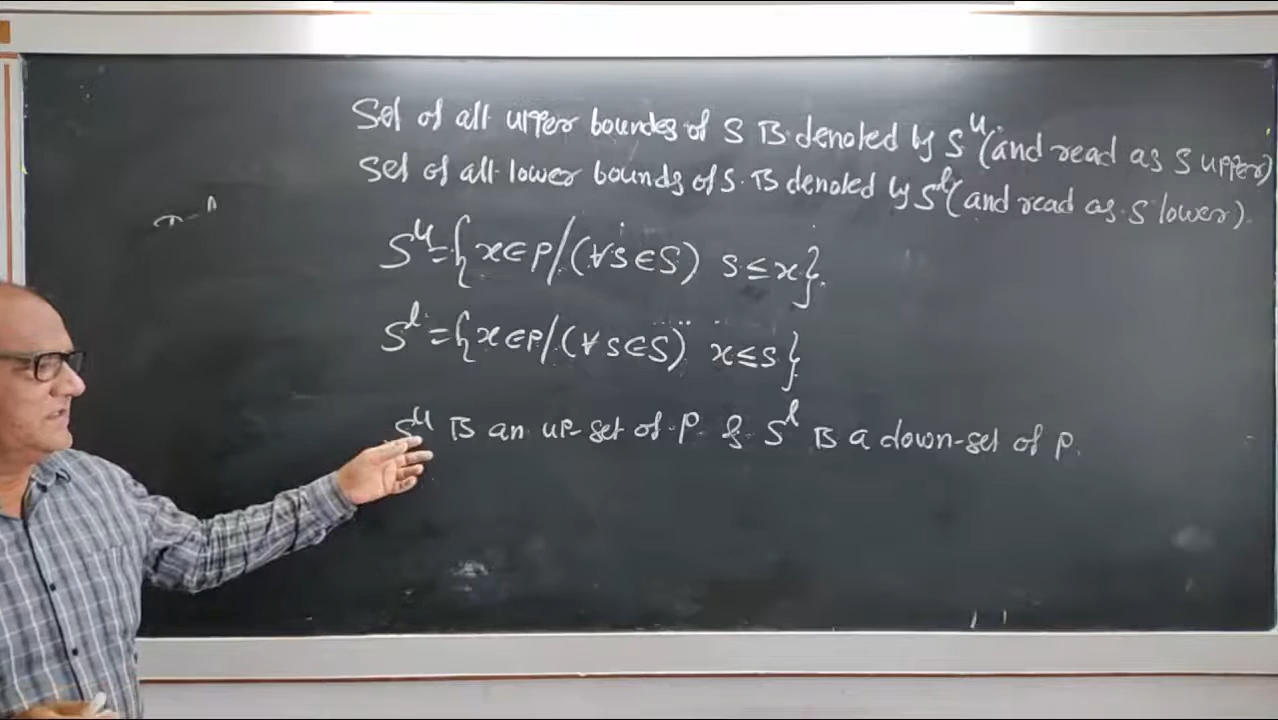 Set of all upper boundes of S is denoted by S^u (and read as S upper)
Set of all lower bounds of S is denoted by S^l (and read as S lower).
S^u = {x∈P/(∀s∈S) s≤x}.
S^l = {x∈P/(∀s∈S) x≤s}
S^u is an up-set of P & S^l is a down-set of P.